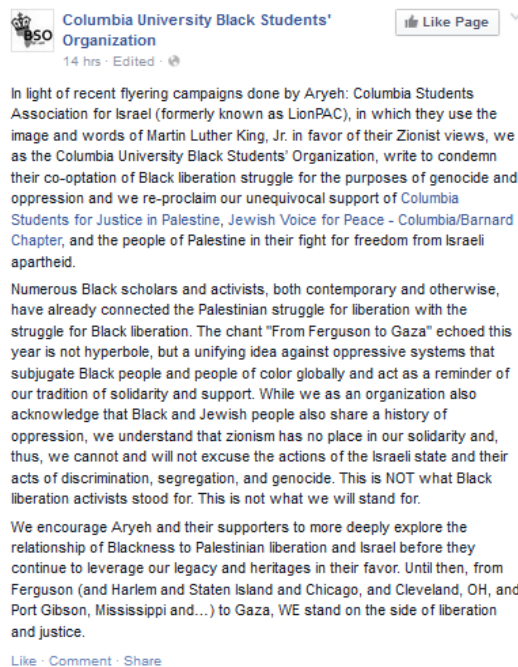 BSO
Columbia University Black Students'
Organization
Like Page
14 hrs · Edited ·
In light of recent flyering campaigns done by Aryeh: Columbia Students
Association for Israel (formerly known as LionPAC), in which they use the
image and words of Martin Luther King, Jr. in favor of their Zionist views, we
as the Columbia University Black Students' Organization, write to condemn
their co-optation of Black liberation struggle for the purposes of genocide and
oppression and we re-proclaim our unequivocal support of Columbia
Students for Justice in Palestine, Jewish Voice for Peace - Columbia/Barnard
Chapter, and the people of Palestine in their fight for freedom from Israeli
apartheid.
Numerous Black scholars and activists, both contemporary and otherwise,
have already connected the Palestinian struggle for liberation with the
struggle for Black liberation. The chant "From Ferguson to Gaza" echoed this
year is not hyperbole, but a unifying idea against oppressive systems that
subjugate Black people and people of color globally and act as a reminder of
our tradition of solidarity and support. While we as an organization also
acknowledge that Black and Jewish people also share a history of
oppression, we understand that zionism has no place in our solidarity and,
thus, we cannot and will not excuse the actions of the Israeli state and their
acts of discrimination, segregation, and genocide. This is NOT what Black
liberation activists stood for. This is not what we will stand for.
We encourage Aryeh and their supporters to more deeply explore the
relationship of Blackness to Palestinian liberation and Israel before they
continue to leverage our legacy and heritages in their favor. Until then, from
Ferguson (and Harlem and Staten Island and Chicago, and Cleveland, OH, and
Port Gibson, Mississippi and...) to Gaza, WE stand on the side of liberation
and justice.
Like · Comment · Share